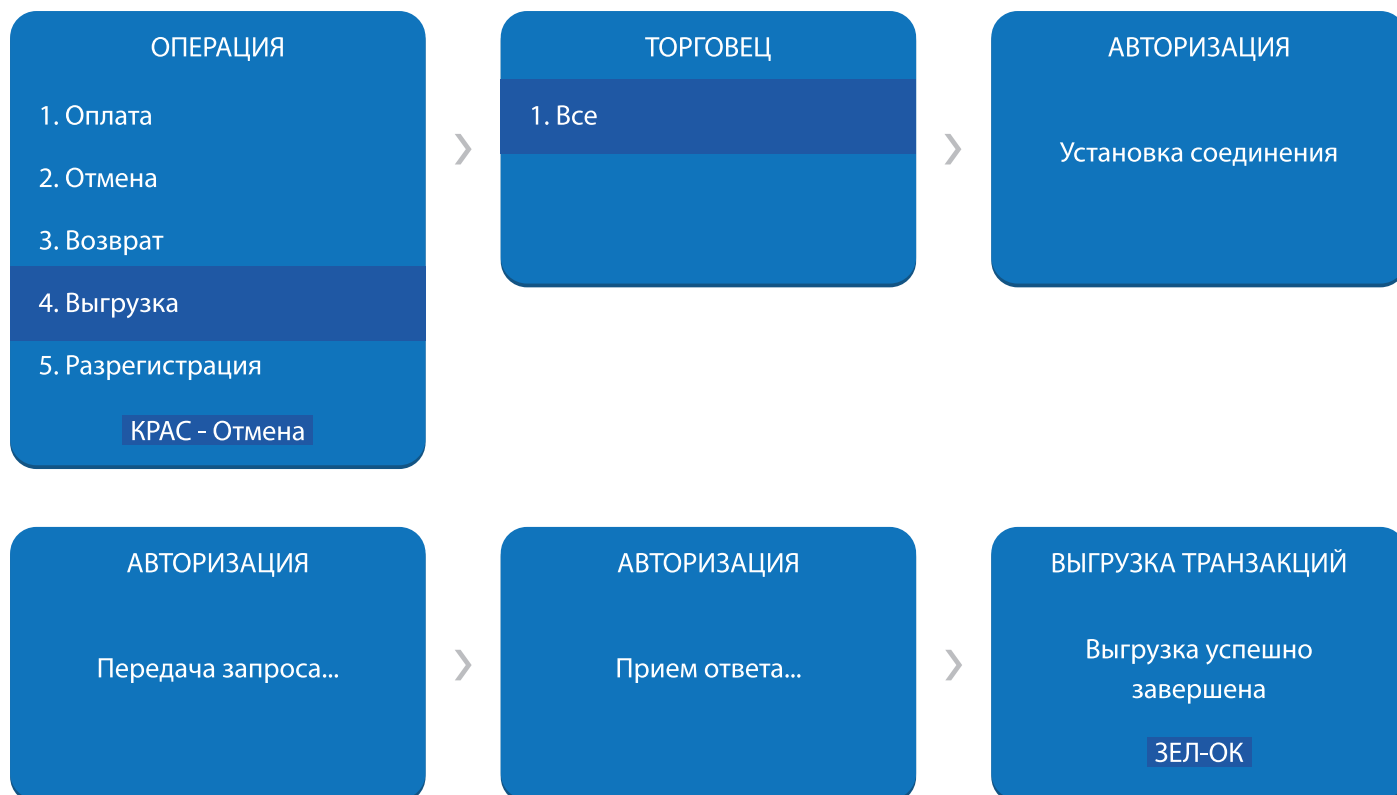 ОПЕРАЦИЯ
1. Оплата
2. Отмена
3. Возврат
4. Выгрузка
5. Разрегистрация
КРАС - Отмена
ТОРГОВЕЦ
1. Все
АВТОРИЗАЦИЯ
Установка соединения
АВТОРИЗАЦИЯ
Передача запроса...
АВТОРИЗАЦИЯ
Прием ответа...
ВЫГРУЗКА ТРАНЗАКЦИЙ
Выгрузка успешно
завершена
ЗЕЛ-ОК